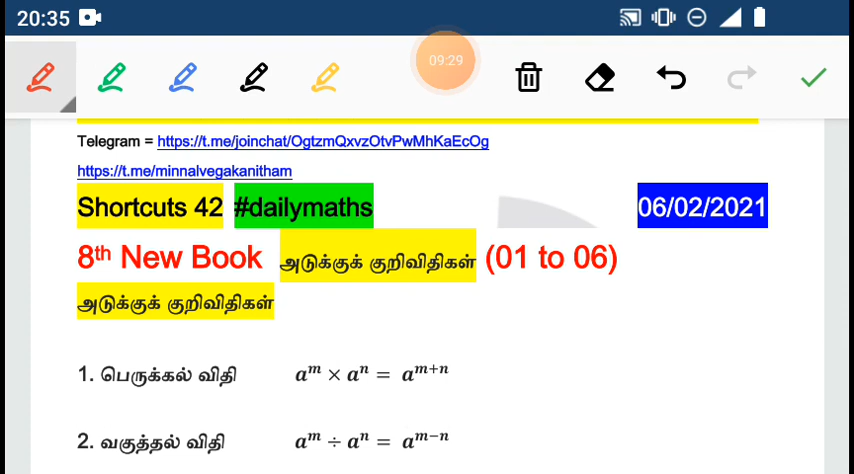 20:35
09:29
Telegram = https://t.me/joinchat/OgtzmQxvzOtvPwMhKaEcOg
https://t.me/minnalvegakanitham
Shortcuts 42 #dailymaths 06/02/2021
8th New Book அடுக்குக் குறிவிதிகள் (01 to 06)
அடுக்குக் குறிவிதிகள்
1. பெருக்கல் விதி aᵐ × aⁿ = aᵐ⁺ⁿ
2. வகுத்தல் விதி aᵐ ÷ aⁿ = aᵐ⁻ⁿ